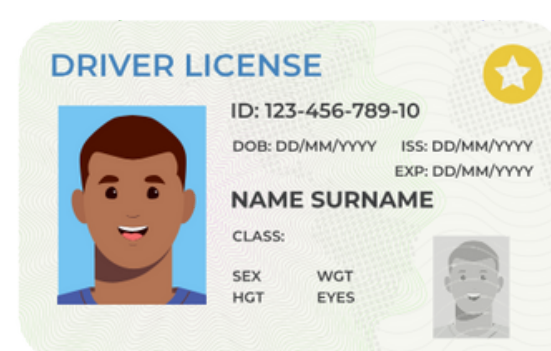 DRIVER LICENSE
ID: 123-456-789-10
DOB: DD/MM/YYYY ISS: DD/MM/YYYY
EXP: DD/MM/YYYY
NAME SURNAME
CLASS:
SEX WGT
HGT EYES